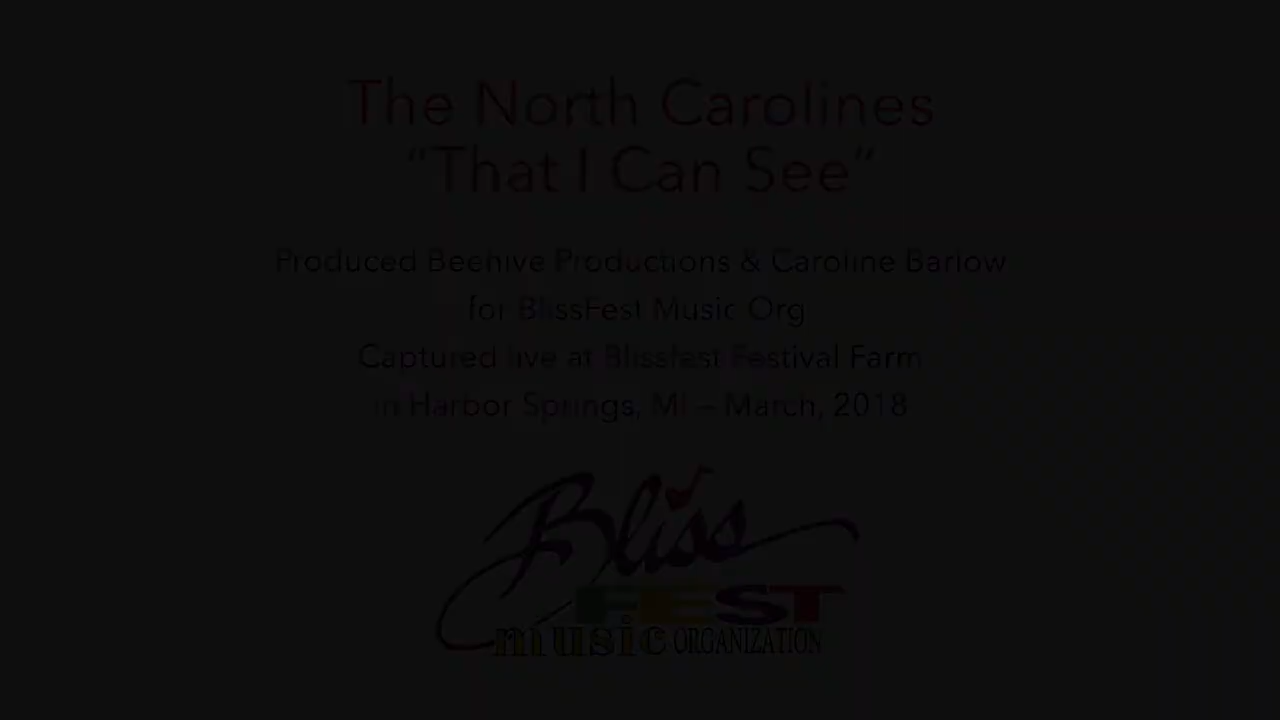 The North Carolines
“That I Can See”
Produced Beehive Productions & Caroline Barlow
for BlissFest Music Org
Captured live at Blissfest Festival Farm
in Harbor Springs, MI – March, 2018
Bliss
FEST
music ORGANIZATION